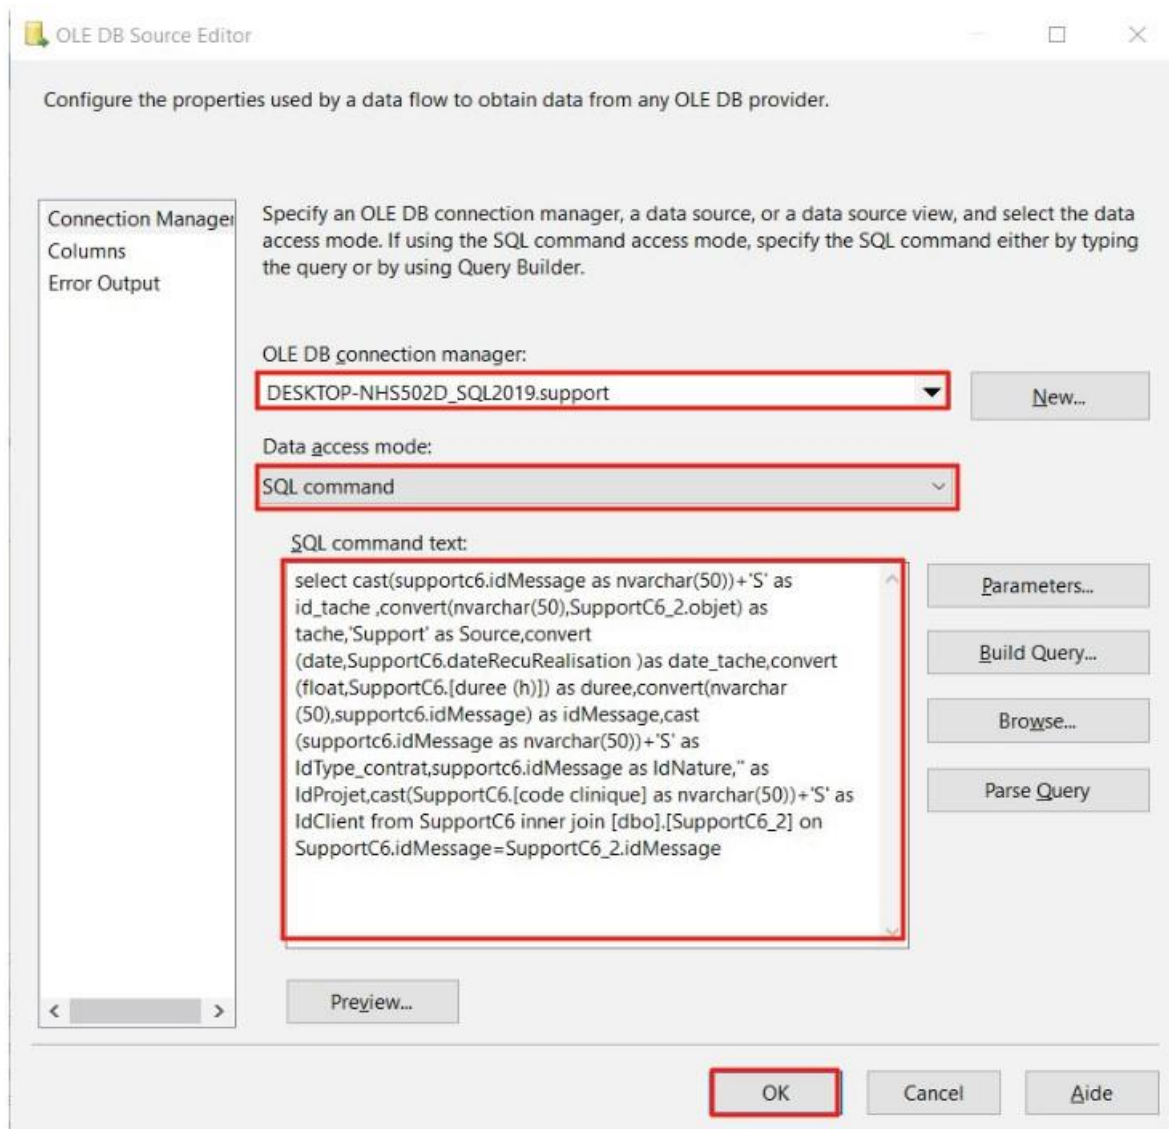 OLE DB Source Editor
Configure the properties used by a data flow to obtain data from any OLE DB provider.
Connection Manager
Columns
Error Output
Specify an OLE DB connection manager, a data source, or a data source view, and select the data
access mode. If using the SQL command access mode, specify the SQL command either by typing
the query or by using Query Builder.
OLE DB connection manager:
DESKTOP-NHS502D_SQL2019.support
New...
Data access mode:
SQL command
SQL command text:
select cast(supportc6.idMessage as nvarchar(50))+'S' as
id_tache ,convert(nvarchar(50),SupportC6_2.objet) as
tache,'Support' as Source,convert
(date,SupportC6.dateRecuRealisation )as date_tache,convert
(float,SupportC6.[duree (h)]) as duree,convert(nvarchar
(50),supportc6.idMessage) as idMessage,cast
(supportc6.idMessage as nvarchar(50))+'S' as
IdType_contrat,supportc6.idMessage as IdNature,'' as
IdProjet,cast(SupportC6.[code clinique] as nvarchar(50))+'S' as
IdClient from SupportC6 inner join [dbo].[SupportC6_2] on
SupportC6.idMessage=SupportC6_2.idMessage
Parameters...
Build Query...
Browse...
Parse Query
Preview...
OK
Cancel
Aide